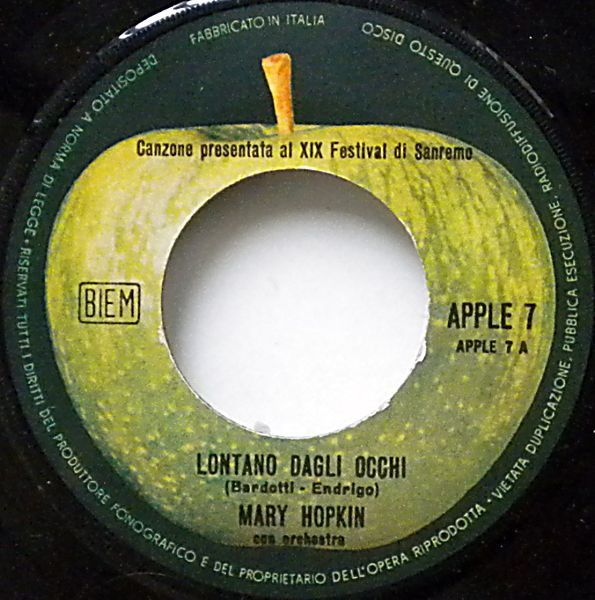 DEPOSITATO A NORMA DI LEGGE • RISERVATI TUTTI I DIRITTI DEL PRODUTTORE FONOGRAFICO E DEL PROPRIETARIO DELL'OPERA RIPRODOTTA - VIETATA DUPLICAZIONE, PUBBLICA ESECUZIONE, RADIODIFFUSIONE DI QUESTO DISCO
FABBRICATO IN ITALIA
Canzone presentata al XIX Festival di Sanremo
BIEM
APPLE 7
APPLE 7 A
LONTANO DAGLI OCCHI
(Bardotti - Endrigo)
MARY HOPKIN
con orchestra